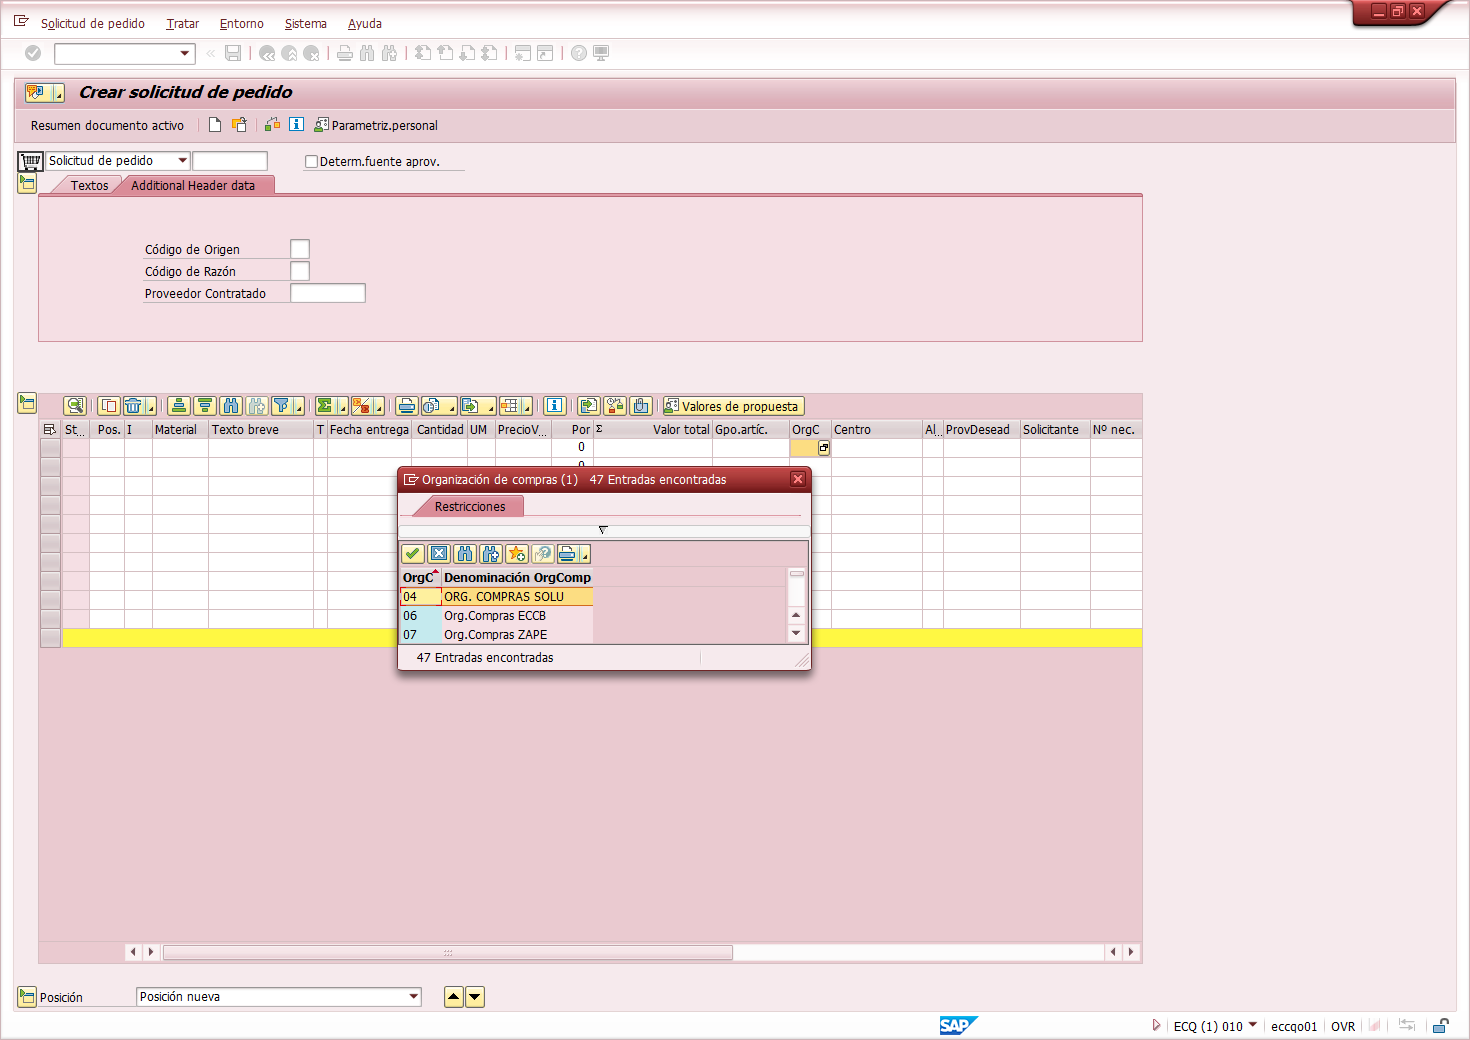 Solicitud de pedido Tratar Entorno Sistema Ayuda
Crear solicitud de pedido
Resumen documento activo Parametriz.personal
Solicitud de pedido Determ.fuente aprov.
Textos Additional Header data
Código de Origen
Código de Razón
Proveedor Contratado
Valores de propuesta
St... Pos. I Material Texto breve T Fecha entrega Cantidad UM PrecioV... Por Σ Valor total Gpo.artíc. OrgC Centro Al... ProvDesead Solicitante Nº nec.
0
Organización de compras (1) 47 Entradas encontradas
Restricciones
OrgC Denominación OrgComp
04 ORG. COMPRAS SOLU
06 Org.Compras ECCB
07 Org.Compras ZAPE
47 Entradas encontradas
Posición Posición nueva
SAP ECQ (1) 010 eccqo01 OVR